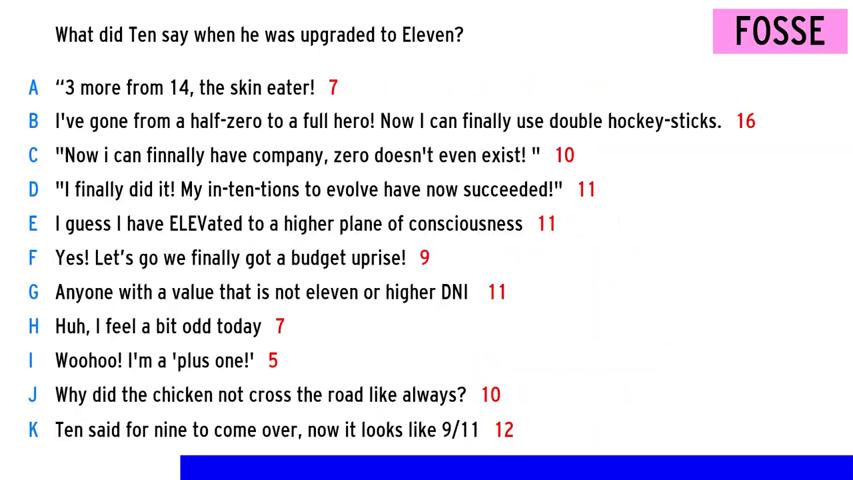 What did Ten say when he was upgraded to Eleven?
FOSSE
A “3 more from 14, the skin eater! 7
B I've gone from a half-zero to a full hero! Now I can finally use double hockey-sticks. 16
C "Now i can finnally have company, zero doesn't even exist! " 10
D "I finally did it! My in-ten-tions to evolve have now succeeded!" 11
E I guess I have ELEVated to a higher plane of consciousness 11
F Yes! Let’s go we finally got a budget uprise! 9
G Anyone with a value that is not eleven or higher DNI 11
H Huh, I feel a bit odd today 7
I Woohoo! I'm a 'plus one!' 5
J Why did the chicken not cross the road like always? 10
K Ten said for nine to come over, now it looks like 9/11 12